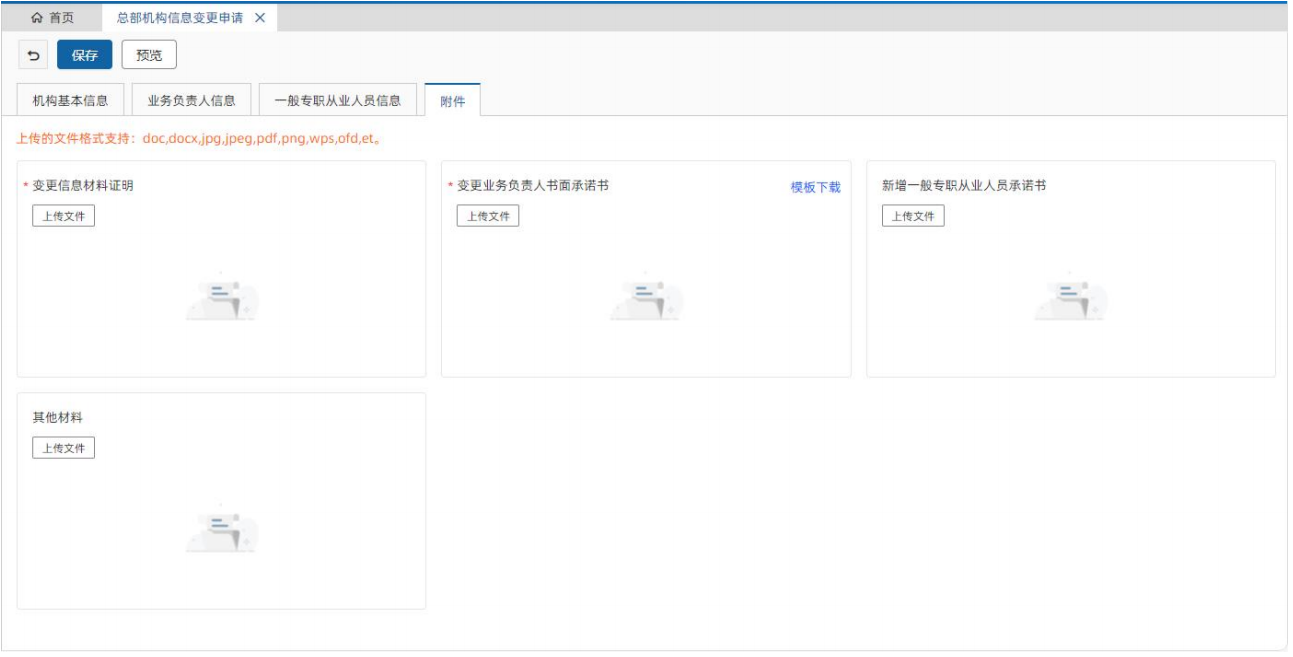 首页 总部机构信息变更申请
保存 预览
机构基本信息 业务负责人信息 一般专职从业人员信息 附件
上传的文件格式支持：doc,docx,jpg,jpeg,pdf,png,wps,ofd,et。
* 变更信息材料证明
上传文件
* 变更业务负责人书面承诺书 模板下载
上传文件
新增一般专职从业人员承诺书
上传文件
其他材料
上传文件